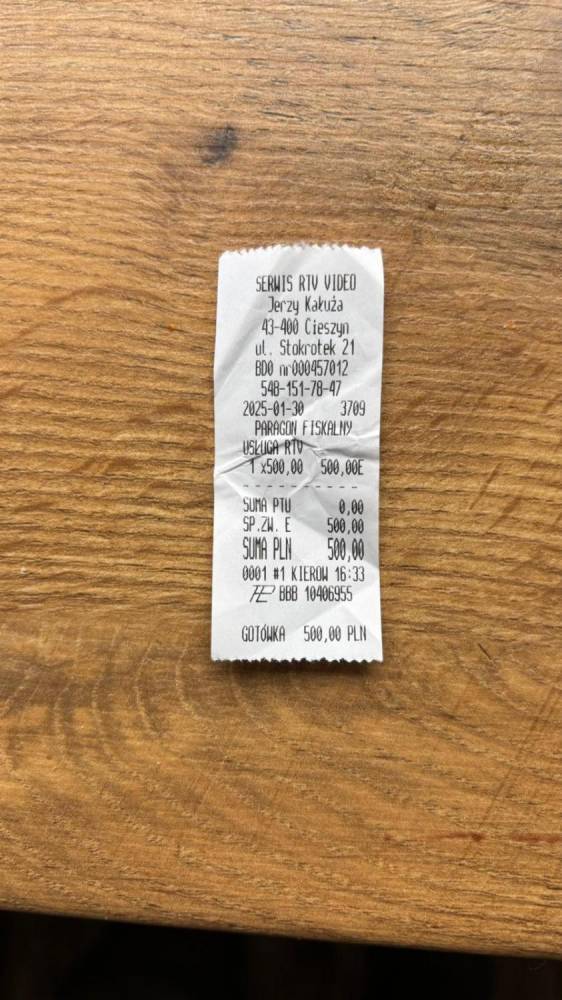 SERWIS RTV VIDEO
Jerzy Kałuża
43-400 Cieszyn
ul. Stokrotek 21
BDO nr000457012
548-151-78-47
2025-01-30 3709
PARAGON FISKALNY
USŁUGA RTV
1 x500,00 500,00E
SUMA PTU 0,00
SP.ZW. E 500,00
SUMA PLN 500,00
0001 #1 KIEROW 16:33
BBB 10406955
GOTÓWKA 500,00 PLN